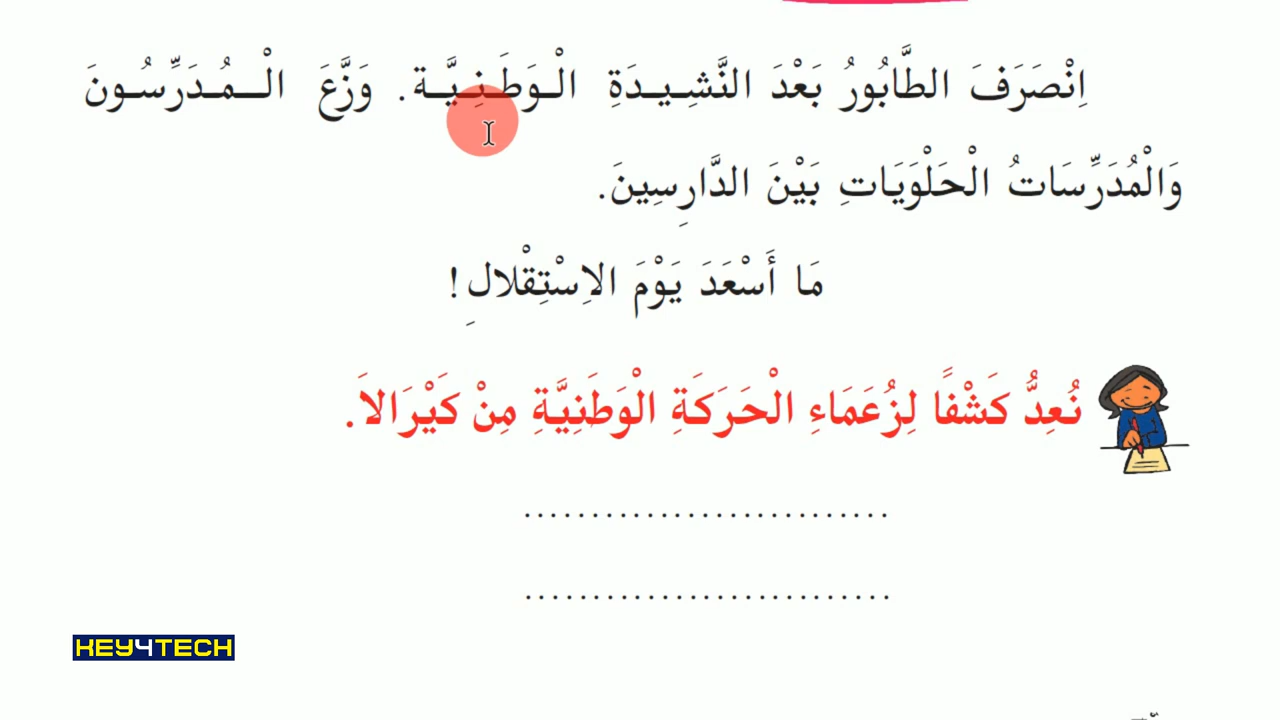 اِنْصَرَفَ الطَّابُورُ بَعْدَ النَّشِيدَةِ الْوَطَنِيَّة. وَزَّعَ الْمُدَرِّسُونَ
وَالْمُدَرِّسَاتُ الْحَلْوَيَاتِ بَيْنَ الدَّارِسِينَ.
مَا أَسْعَدَ يَوْمَ الاِسْتِقْلالِ!
نُعِدُّ كَشْفًا لِزُعَمَاءِ الْحَرَكَةِ الْوَطَنِيَّةِ مِنْ كَيْرَالاَ.
..........................
..........................
KEY4TECH